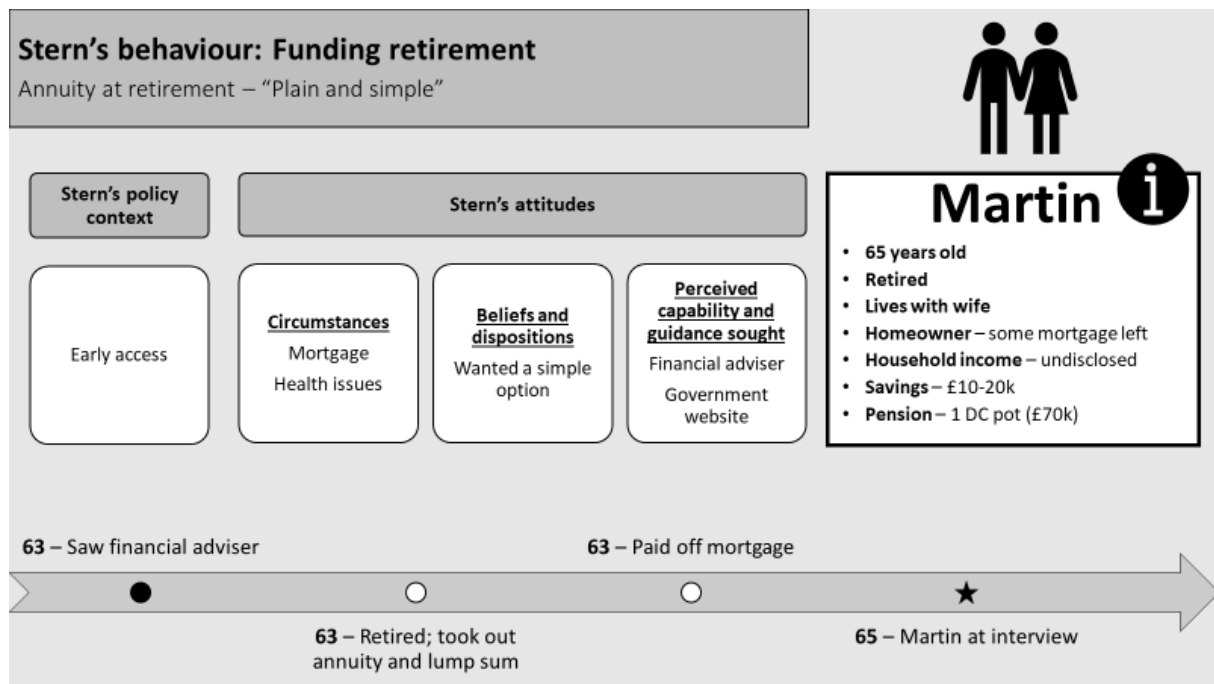 Stern’s behaviour: Funding retirement
Annuity at retirement – “Plain and simple”
Stern’s policy
context
Stern’s attitudes
Early access
Circumstances
Mortgage
Health issues
Beliefs and
dispositions
Wanted a simple
option
Perceived
capability and
guidance sought
Financial adviser
Government
website
Martin
i
• 65 years old
• Retired
• Lives with wife
• Homeowner – some mortgage left
• Household income – undisclosed
• Savings – £10-20k
• Pension – 1 DC pot (£70k)
63 – Saw financial adviser
63 – Retired; took out
annuity and lump sum
63 – Paid off mortgage
65 – Martin at interview